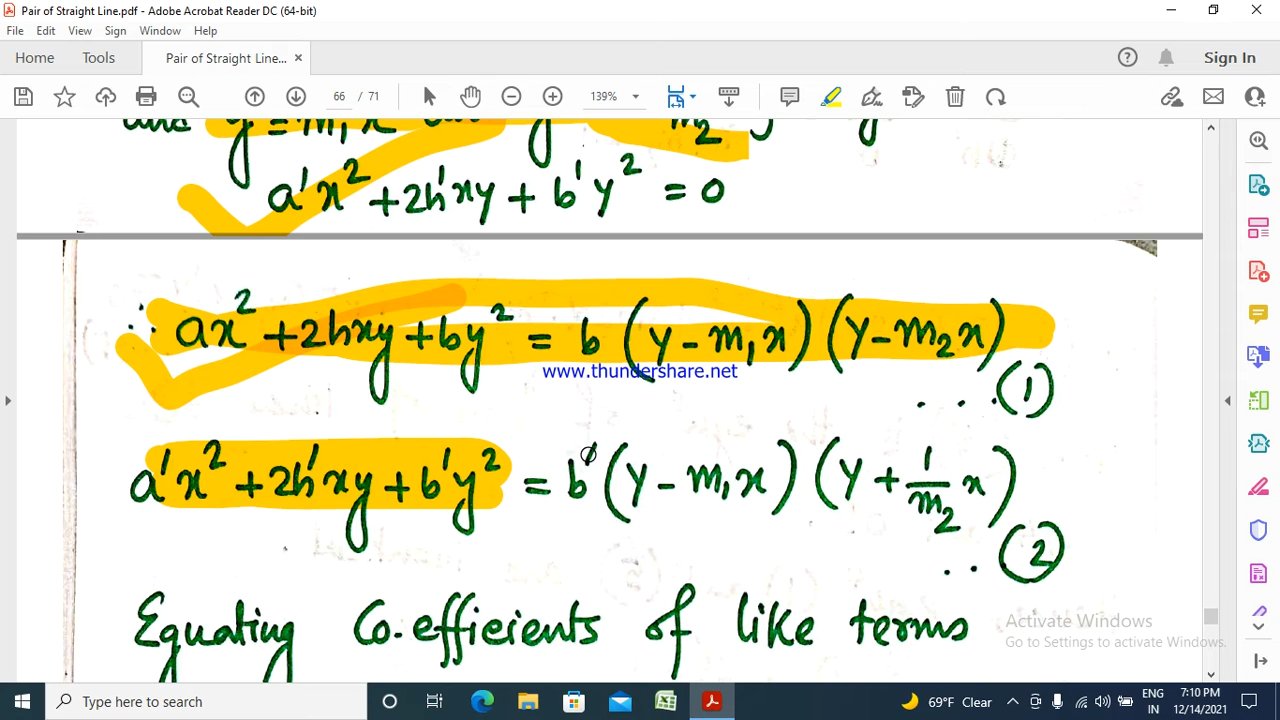 Pair of Straight Line.pdf - Adobe Acrobat Reader DC (64-bit)
File Edit View Sign Window Help
Home Tools Pair of Straight Line... × Sign In
66 / 71 139%
a'x² + 2h'xy + b'y² = 0
∴ ax² + 2hxy + by² = b (y - m₁x) (y - m₂x)
www.thundershare.net
... (1)
a'x² + 2h'xy + b'y² = b' (y - m₁x) (y + 1/m₂ x)
.. (2)
Equating Co-efficients of like terms
Activate Windows
Go to Settings to activate Windows.
Type here to search
69°F Clear
ENG
IN
7:10 PM
12/14/2021